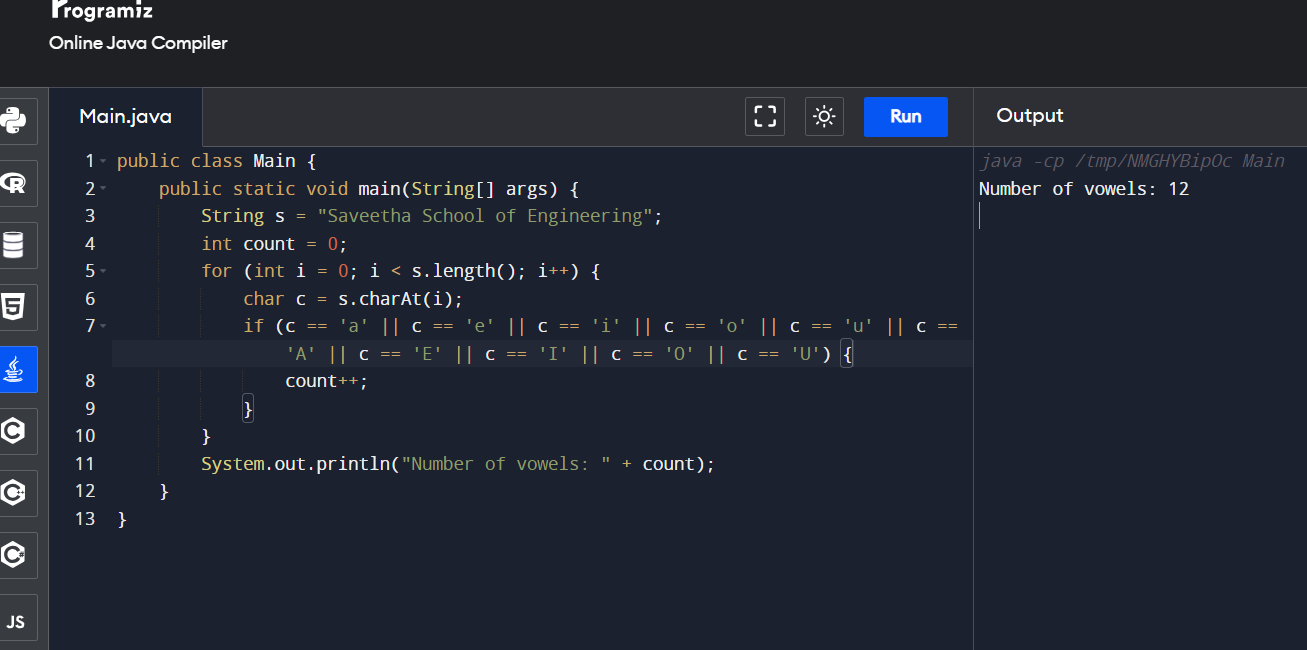 Programiz
Online Java Compiler
Main.java
Run
Output
1 public class Main {
2 public static void main(String[] args) {
3 String s = "Saveetha School of Engineering";
4 int count = 0;
5 for (int i = 0; i < s.length(); i++) {
6 char c = s.charAt(i);
7 if (c == 'a' || c == 'e' || c == 'i' || c == 'o' || c == 'u' || c ==
'A' || c == 'E' || c == 'I' || c == 'O' || c == 'U') {
8 count++;
9 }
10 }
11 System.out.println("Number of vowels: " + count);
12 }
13 }
java -cp /tmp/NMGHYBipOc Main
Number of vowels: 12
R
5
C
C++
C#
JS